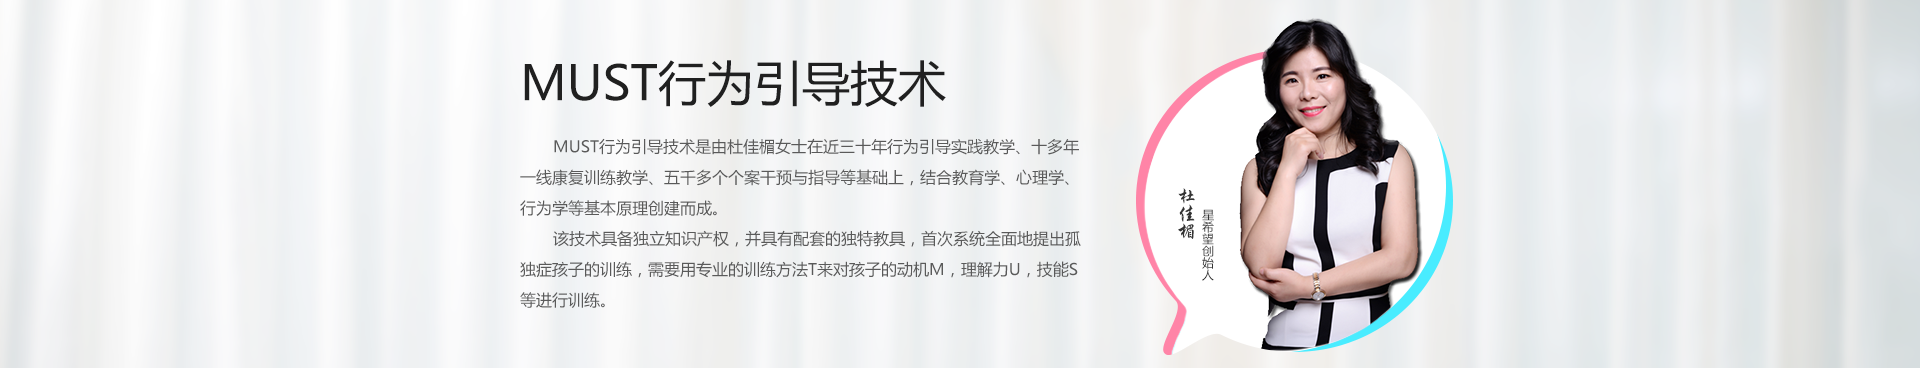 MUST行为引导技术
MUST行为引导技术是由杜佳楣女士在近三十年行为引导实践教学、十多年
一线康复训练教学、五千多个个案干预与指导等基础上，结合教育学、心理学、
行为学等基本原理创建而成。
该技术具备独立知识产权，并具有配套的独特教具，首次系统全面地提出孤
独症孩子的训练，需要用专业的训练方法T来对孩子的动机M，理解力U，技能S
等进行训练。
杜佳楣
星希望创始人